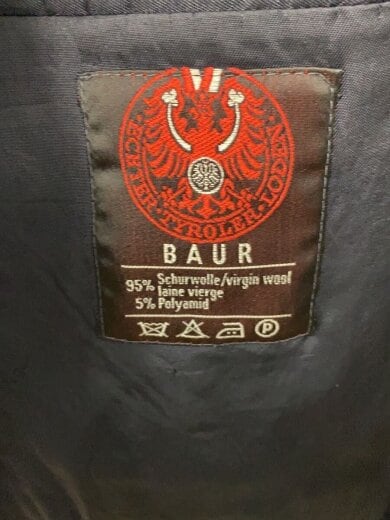 ECHTER·TYROLER·LODEN
BAUR
95% Schurwolle/virgin wool
laine vierge
5% Polyamid
P